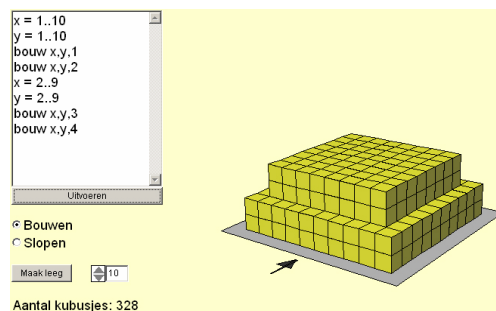 x = 1..10
y = 1..10
bouw x,y,1
bouw x,y,2
x = 2..9
y = 2..9
bouw x,y,3
bouw x,y,4
Uitvoeren
Bouwen
Slopen
Maak leeg 10
Aantal kubusjes: 328